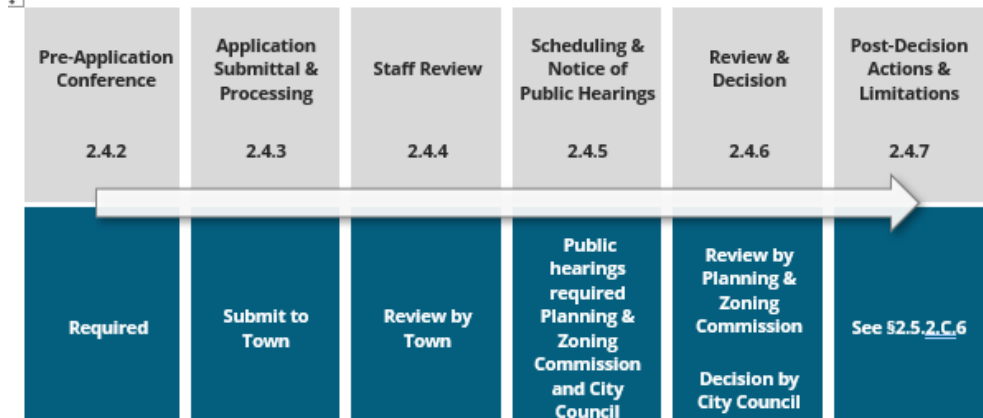 Pre-Application
Conference
2.4.2
Application
Submittal &
Processing
2.4.3
Staff Review
2.4.4
Scheduling &
Notice of
Public Hearings
2.4.5
Review &
Decision
2.4.6
Post-Decision
Actions &
Limitations
2.4.7
Required
Submit to
Town
Review by
Town
Public
hearings
required
Planning &
Zoning
Commission
and City
Council
Review by
Planning &
Zoning
Commission
Decision by
City Council
See §2.5.2.C.6